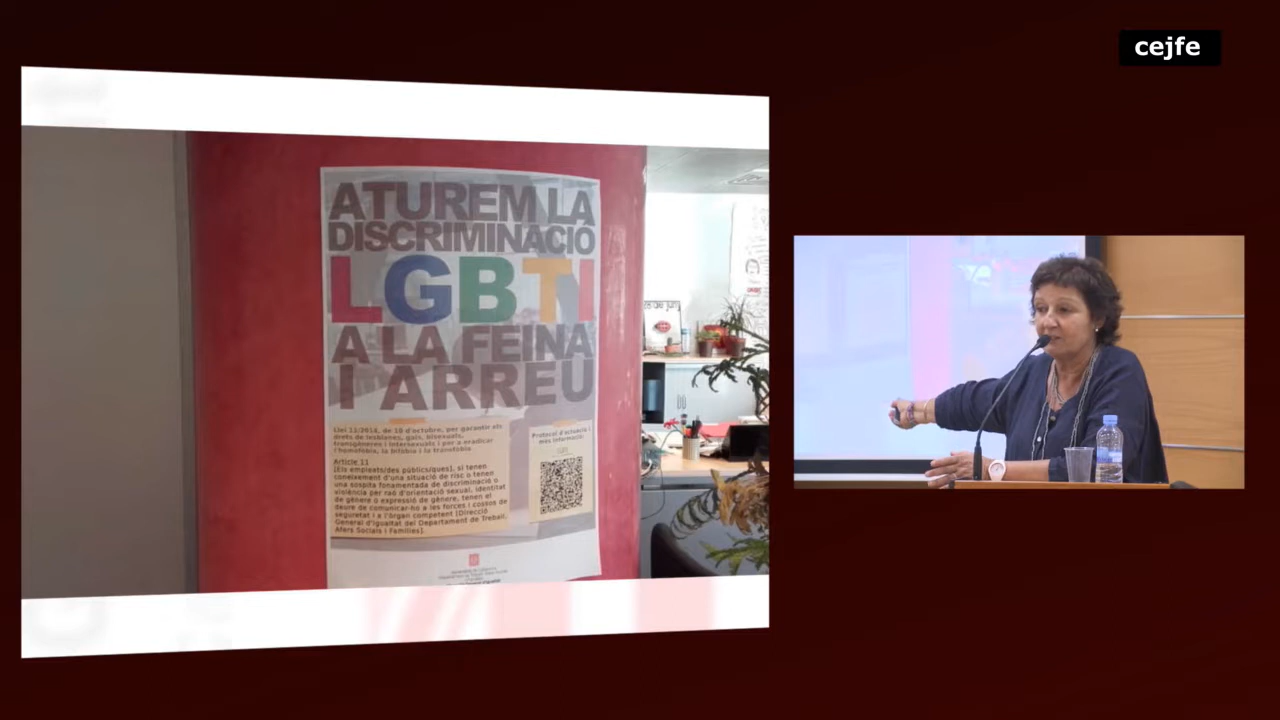 cejfe
ATUREM LA
DISCRIMINACIÓ
LGBTI
A LA FEINA
I ARREU
Llei 11/2014, de 10 d'octubre, per garantir els
drets de lesbianes, gais, bisexuals,
transgèneres i intersexuals i per a eradicar
l'homofòbia, la bifòbia i la transfòbia
Article 11
[Els empleats/des públics/ques], si tenen
coneixement d'una situació de risc o tenen
una sospita fonamentada de discriminació o
violència per raó d'orientació sexual, identitat
de gènere o expressió de gènere, tenen el
deure de comunicar-ho a les forces i cossos de
seguretat i a l'òrgan competent [Direcció
General d'Igualtat del Departament de Treball,
Afers Socials i Famílies].
Protocol d'actuació i
més informació: